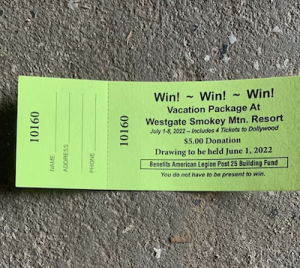 10160
NAME
ADDRESS
PHONE
10160
Win! ~ Win! ~ Win!
Vacation Package At
Westgate Smokey Mtn. Resort
July 1-8, 2022 – Includes 4 Tickets to Dollywood
$5.00 Donation
Drawing to be held June 1, 2022
Benefits American Legion Post 25 Building Fund
You do not have to be present to win.